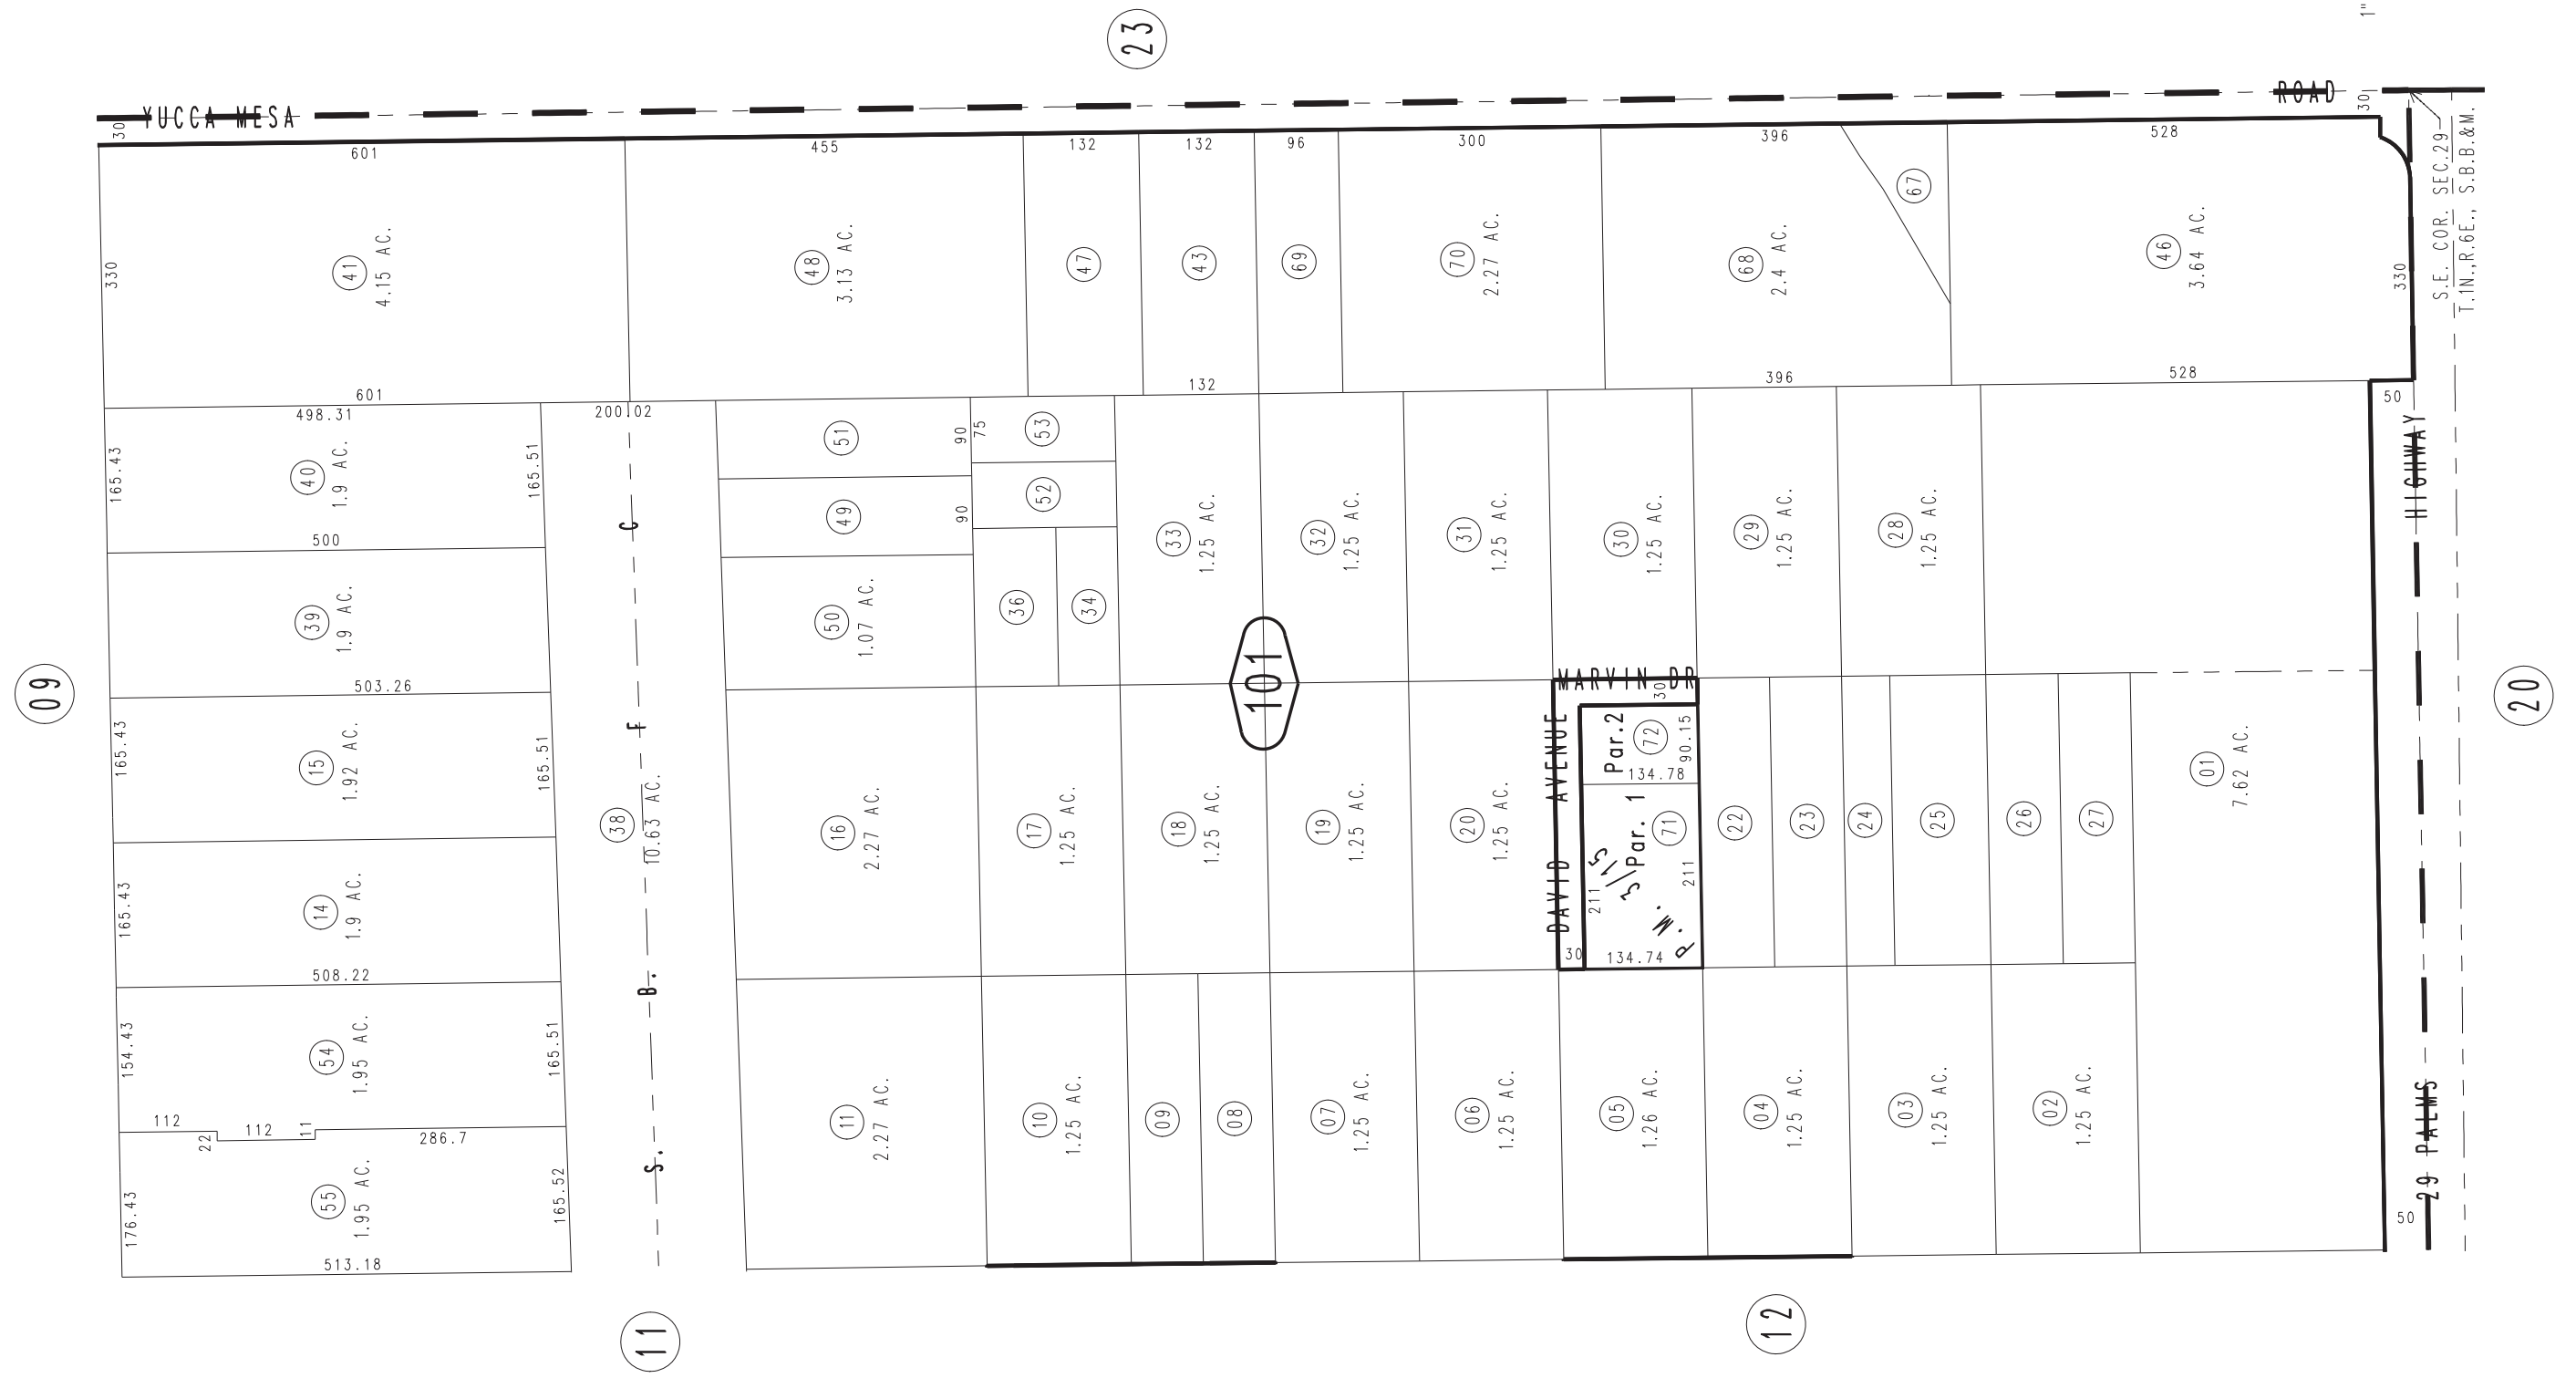 23
1"
YUCCA MESA
ROAD
30
30
601
455
132
132
96
300
396
528
S.E. COR. SEC.29
T.1N.,R.6E., S.B.B.&M.
330
41
4.15 AC.
48
3.13 AC.
47
43
69
70
2.27 AC.
68
2.4 AC.
67
46
3.64 AC.
330
601
132
396
528
50
498.31
200.02
165.43
40
1.9 AC.
165.51
500
39
1.9 AC.
503.26
C
F
B.
S.
38
10.63 AC.
51
90
75
53
49
90
52
50
1.07 AC.
36
34
33
1.25 AC.
32
1.25 AC.
31
1.25 AC.
30
1.25 AC.
29
1.25 AC.
28
1.25 AC.
HIGHWAY
09
101
20
MARVIN DR
30
DAVID AVENUE
Par.2
72
90.15
134.78
Par. 1
71
211
211
P.M. 3/15
30
134.74
165.43
15
1.92 AC.
165.51
165.43
14
1.9 AC.
508.22
16
2.27 AC.
17
1.25 AC.
18
1.25 AC.
19
1.25 AC.
20
1.25 AC.
22
23
24
25
26
27
01
7.62 AC.
154.43
54
1.95 AC.
165.51
112
22
112
11
286.7
176.43
55
1.95 AC.
165.52
513.18
11
2.27 AC.
10
1.25 AC.
09
08
07
1.25 AC.
06
1.25 AC.
05
1.26 AC.
04
1.25 AC.
03
1.25 AC.
02
1.25 AC.
29 PALMS
50
11
12